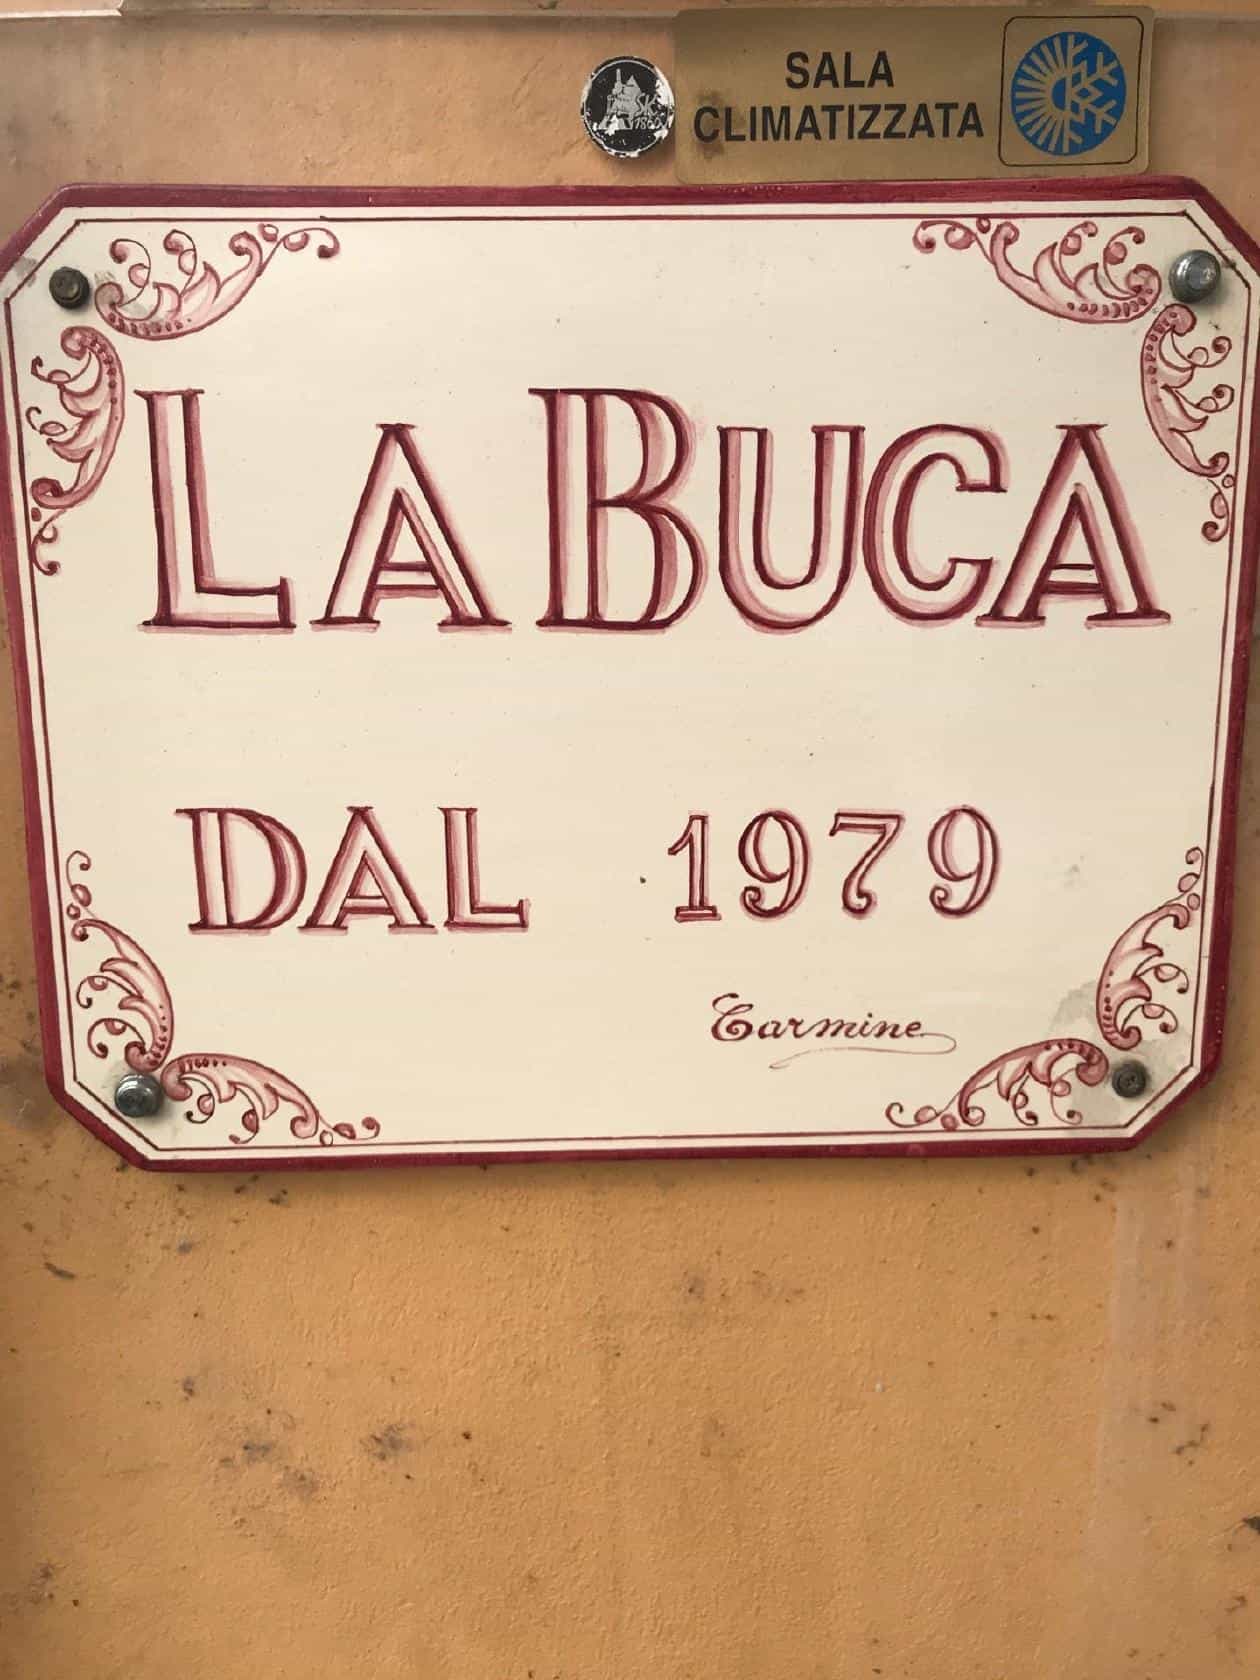 SALA
CLIMATIZZATA
LA BUCA
DAL 1979
Carmine